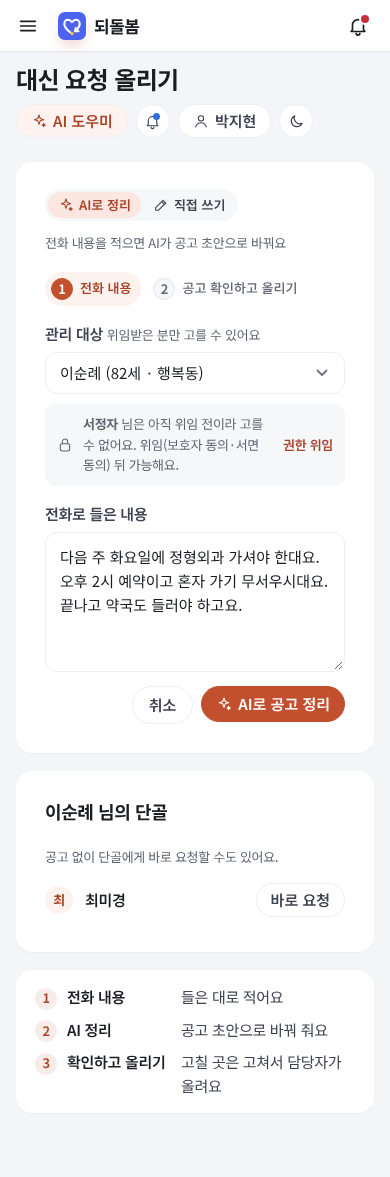 되돌봄
대신 요청 올리기
AI 도우미
박지현
AI로 정리
직접 쓰기
전화 내용을 적으면 AI가 공고 초안으로 바꿔요
1 전화 내용
2 공고 확인하고 올리기
관리 대상 위임받은 분만 고를 수 있어요
이순례 (82세 · 행복동)
서정자 님은 아직 위임 전이라 고를
수 없어요. 위임(보호자 동의·서면
동의) 뒤 가능해요.
권한 위임
전화로 들은 내용
다음 주 화요일에 정형외과 가셔야 한대요.
오후 2시 예약이고 혼자 가기 무서우시대요.
끝나고 약국도 들러야 하고요.
취소
AI로 공고 정리
이순례 님의 단골
공고 없이 단골에게 바로 요청할 수도 있어요.
최 최미경
바로 요청
1 전화 내용 들은 대로 적어요
2 AI 정리 공고 초안으로 바꿔 줘요
3 확인하고 올리기 고칠 곳은 고쳐서 담당자가
올려요